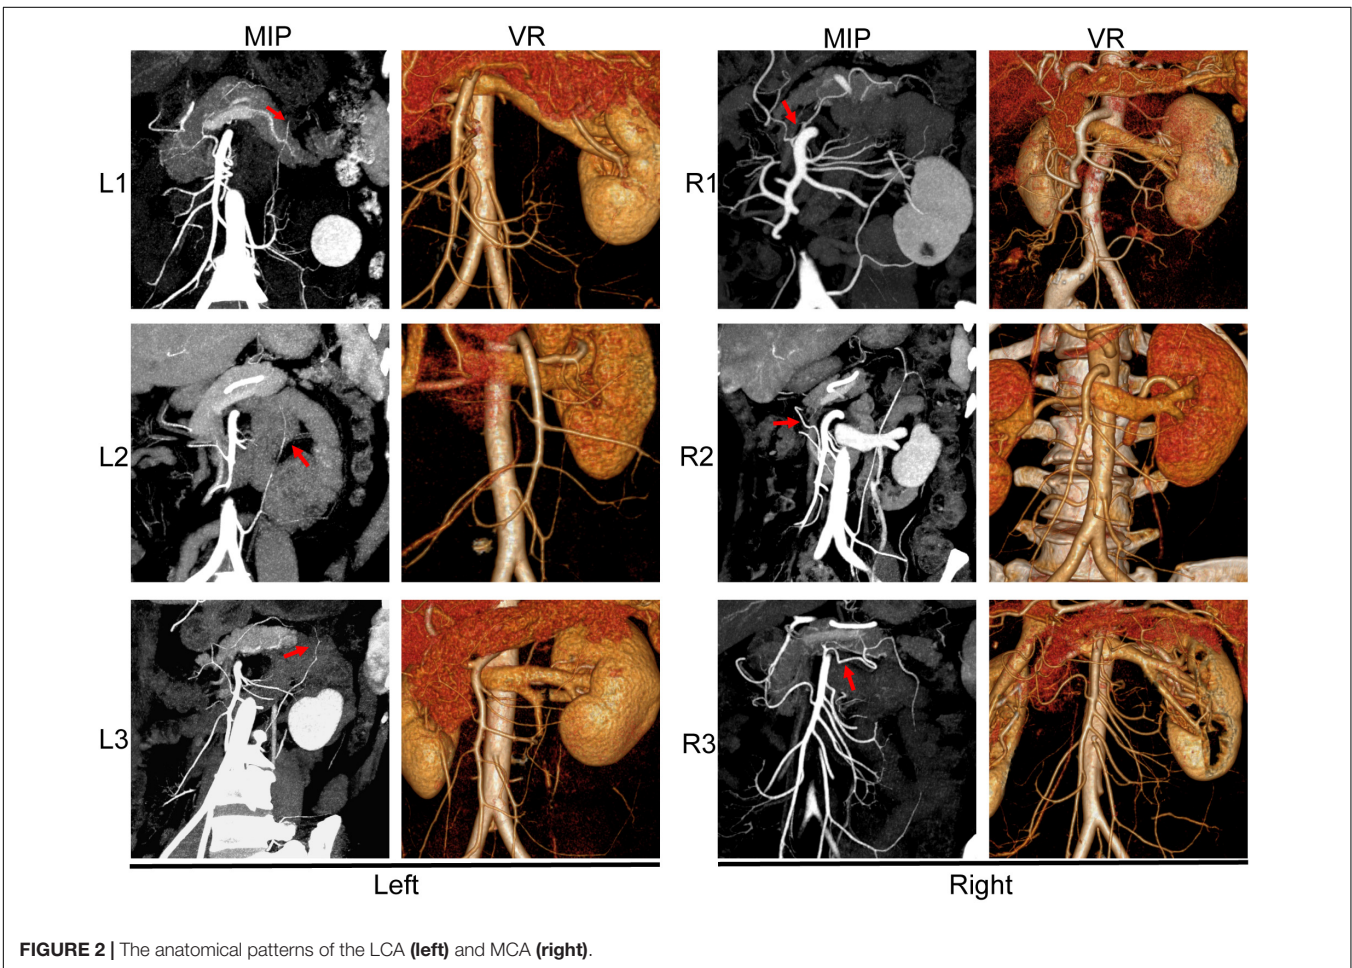 MIP VR MIP VR
L1 R1
L2 R2
L3 R3
Left Right
FIGURE 2 | The anatomical patterns of the LCA (left) and MCA (right).